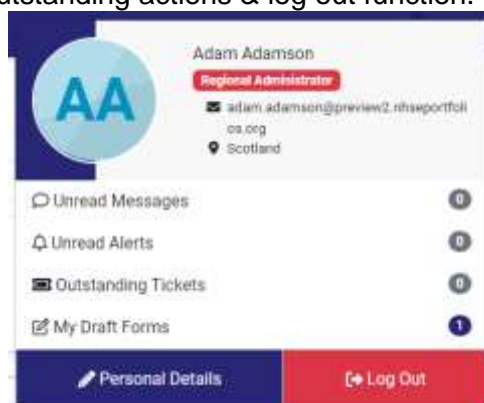 outstanding actions & log out function.
Adam Adamson
Regional Administrator
AA
adam.adamson@preview2.nhseportfoli
os.org
Scotland
Unread Messages 0
Unread Alerts 0
Outstanding Tickets 0
My Draft Forms 1
Personal Details
Log Out